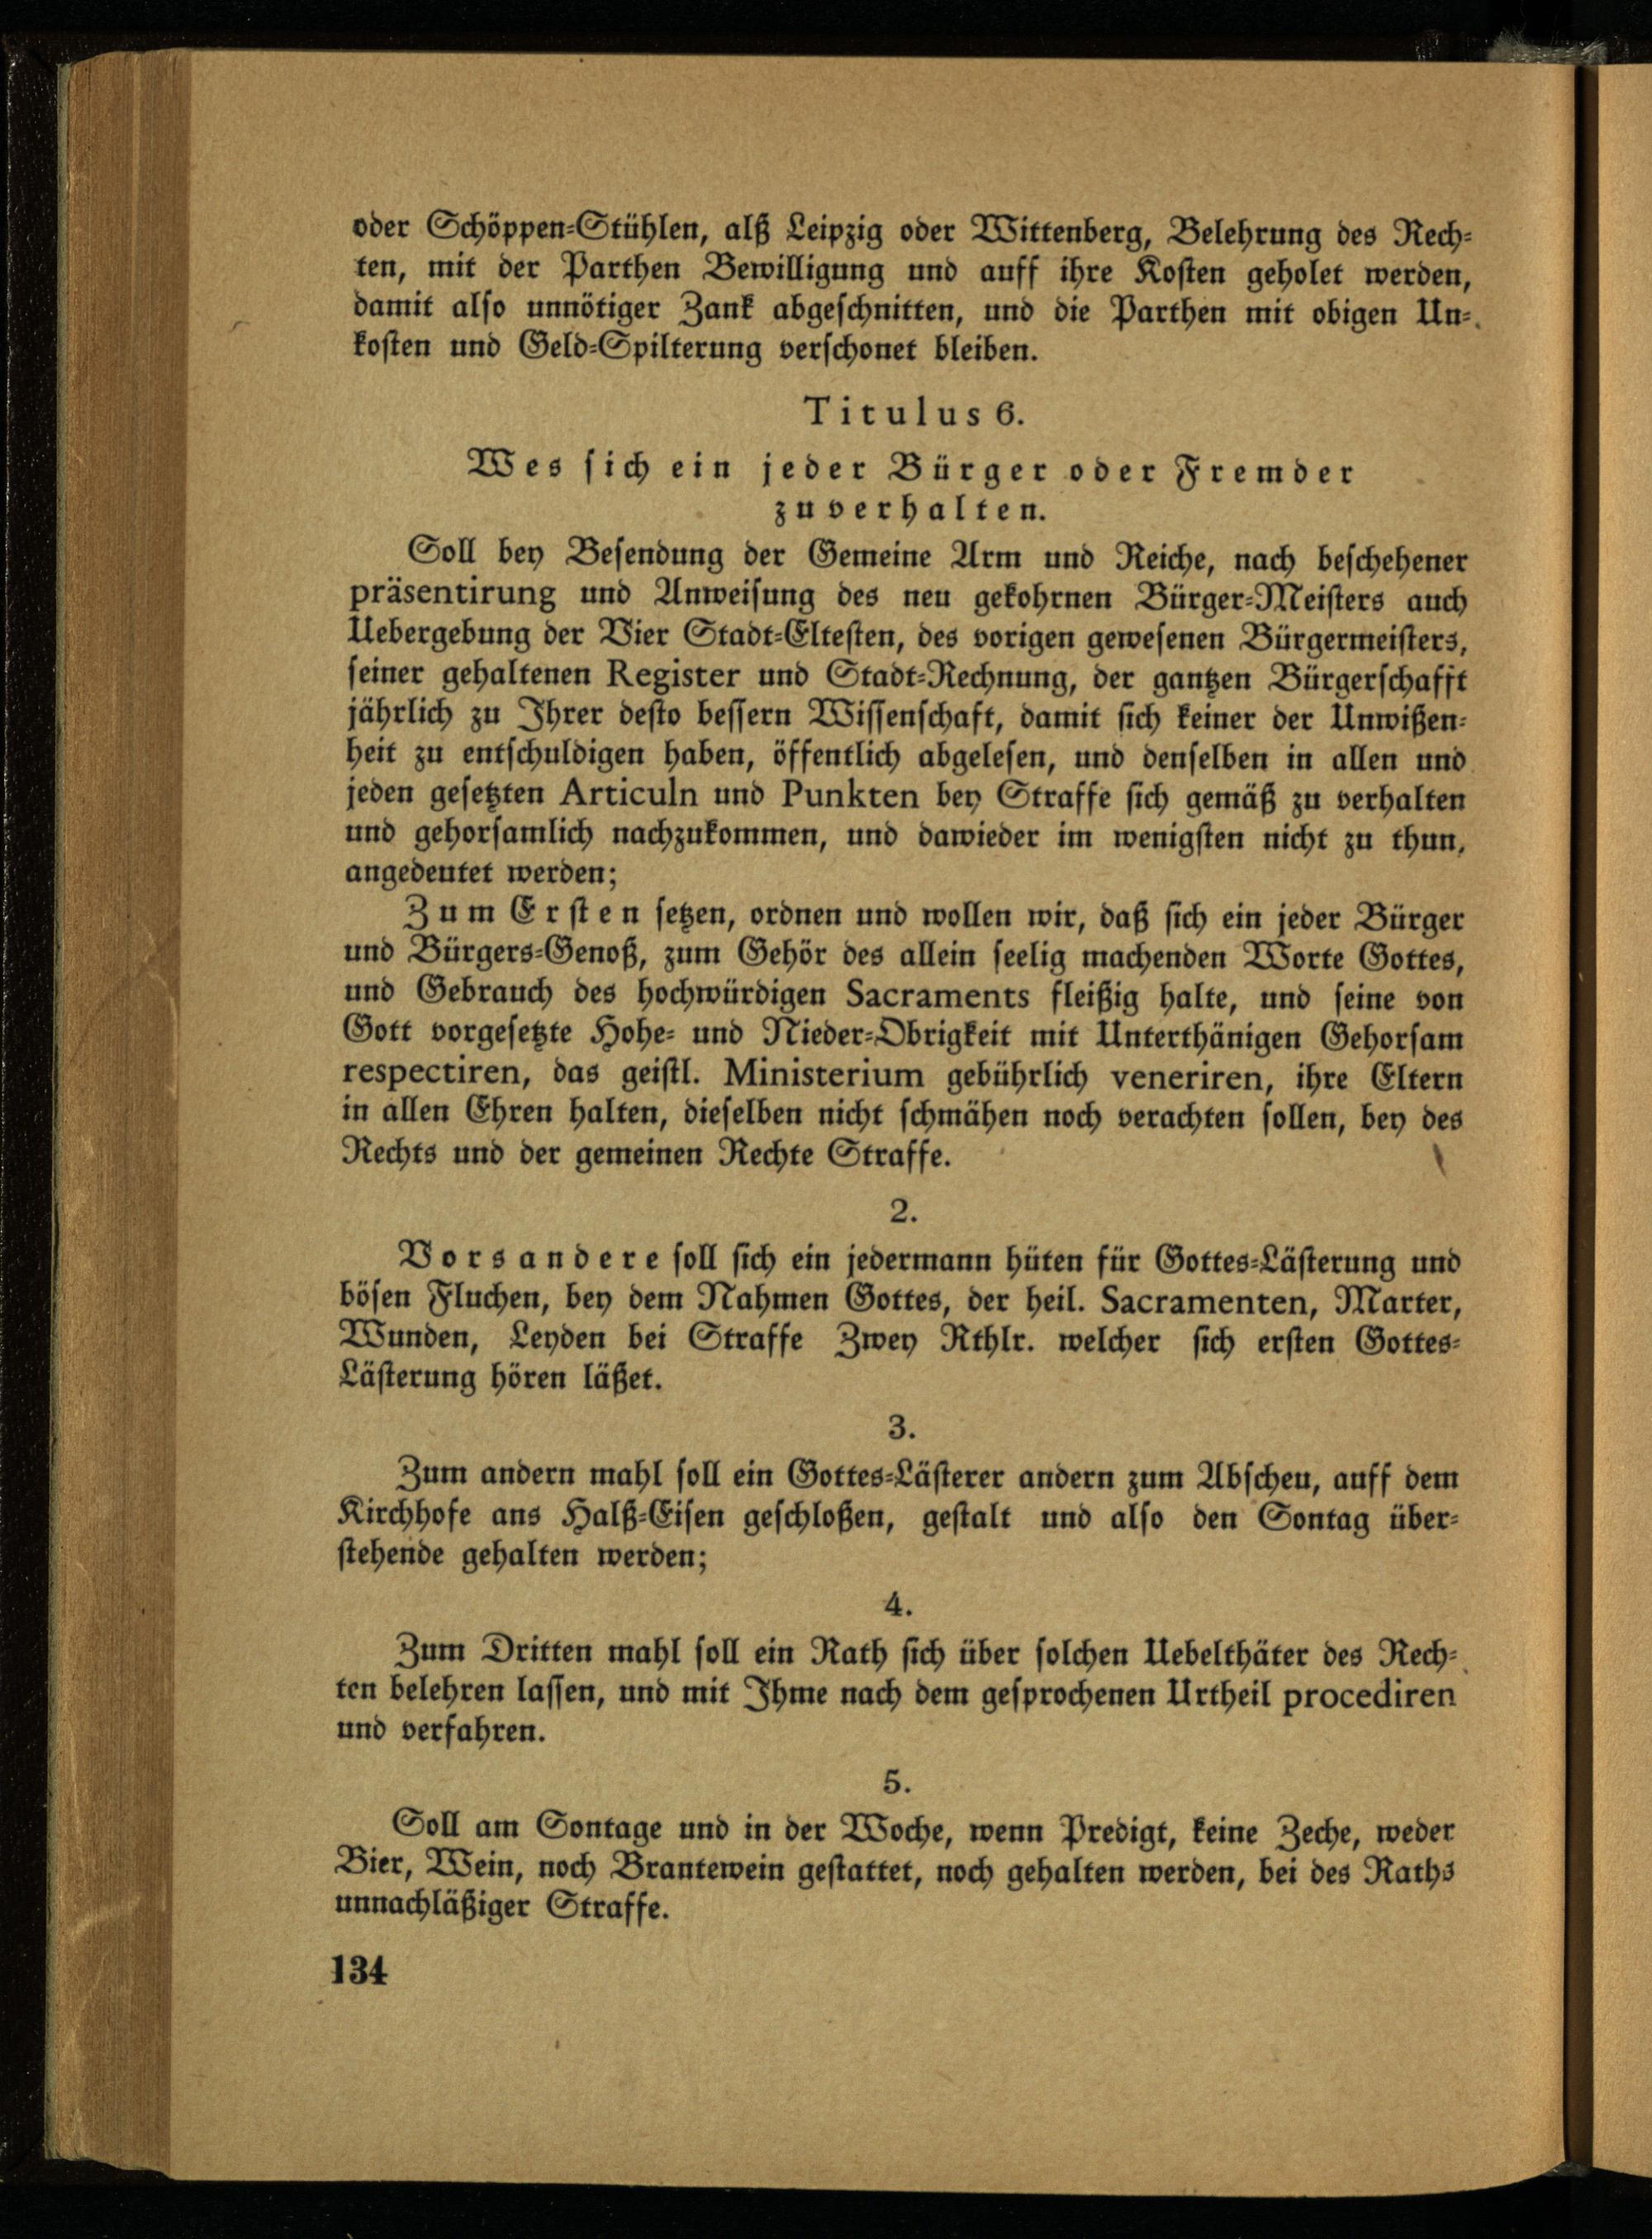 oder Schöppen-Stühlen, alß Leipzig oder Wittenberg, Belehrung des Rech-
ten, mit der Parthen Bewilligung und auff ihre Kosten geholet werden,
damit also unnötiger Zank abgeschnitten, und die Parthen mit obigen Un-
kosten und Geld-Spilterung verschonet bleiben.
Titulus 6.
Wes sich ein jeder Bürger oder Fremder
zu verhalten.
Soll bey Besendung der Gemeine Arm und Reiche, nach beschehener
präsentirung und Anweisung des neu gekohrnen Bürger-Meisters auch
Uebergebung der Vier Stadt-Eltesten, des vorigen gewesenen Bürgermeisters,
seiner gehaltenen Register und Stadt-Rechnung, der gantzen Bürgerschafft
jährlich zu Ihrer desto bessern Wissenschaft, damit sich keiner der Unwißen-
heit zu entschuldigen haben, öffentlich abgelesen, und denselben in allen und
jeden gesetzten Articuln und Punkten bey Straffe sich gemäß zu verhalten
und gehorsamlich nachzukommen, und dawieder im wenigsten nicht zu thun,
angedeutet werden;
Zum Ersten setzen, ordnen und wollen wir, daß sich ein jeder Bürger
und Bürgers-Genoß, zum Gehör des allein seelig machenden Worte Gottes,
und Gebrauch des hochwürdigen Sacraments fleißig halte, und seine von
Gott vorgesetzte Hohe- und Nieder-Obrigkeit mit Unterthänigen Gehorsam
respectiren, das geistl. Ministerium gebührlich veneriren, ihre Eltern
in allen Ehren halten, dieselben nicht schmähen noch verachten sollen, bey des
Rechts und der gemeinen Rechte Straffe.
2.
Vors andere soll sich ein jedermann hüten für Gottes-Lästerung und
bösen Fluchen, bey dem Nahmen Gottes, der heil. Sacramenten, Marter,
Wunden, Leyden bei Straffe Zwey Rthlr. welcher sich ersten Gottes-
Lästerung hören läßet.
3.
Zum andern mahl soll ein Gottes-Lästerer andern zum Abscheu, auff dem
Kirchhofe ans Halß-Eisen geschloßen, gestalt und also den Sontag über-
stehende gehalten werden;
4.
Zum Dritten mahl soll ein Rath sich über solchen Uebelthäter des Rech-
ten belehren lassen, und mit Ihme nach dem gesprochenen Urtheil procediren
und verfahren.
5.
Soll am Sontage und in der Woche, wenn Predigt, keine Zeche, weder
Bier, Wein, noch Brantewein gestattet, noch gehalten werden, bei des Raths
unnachläßiger Straffe.
134